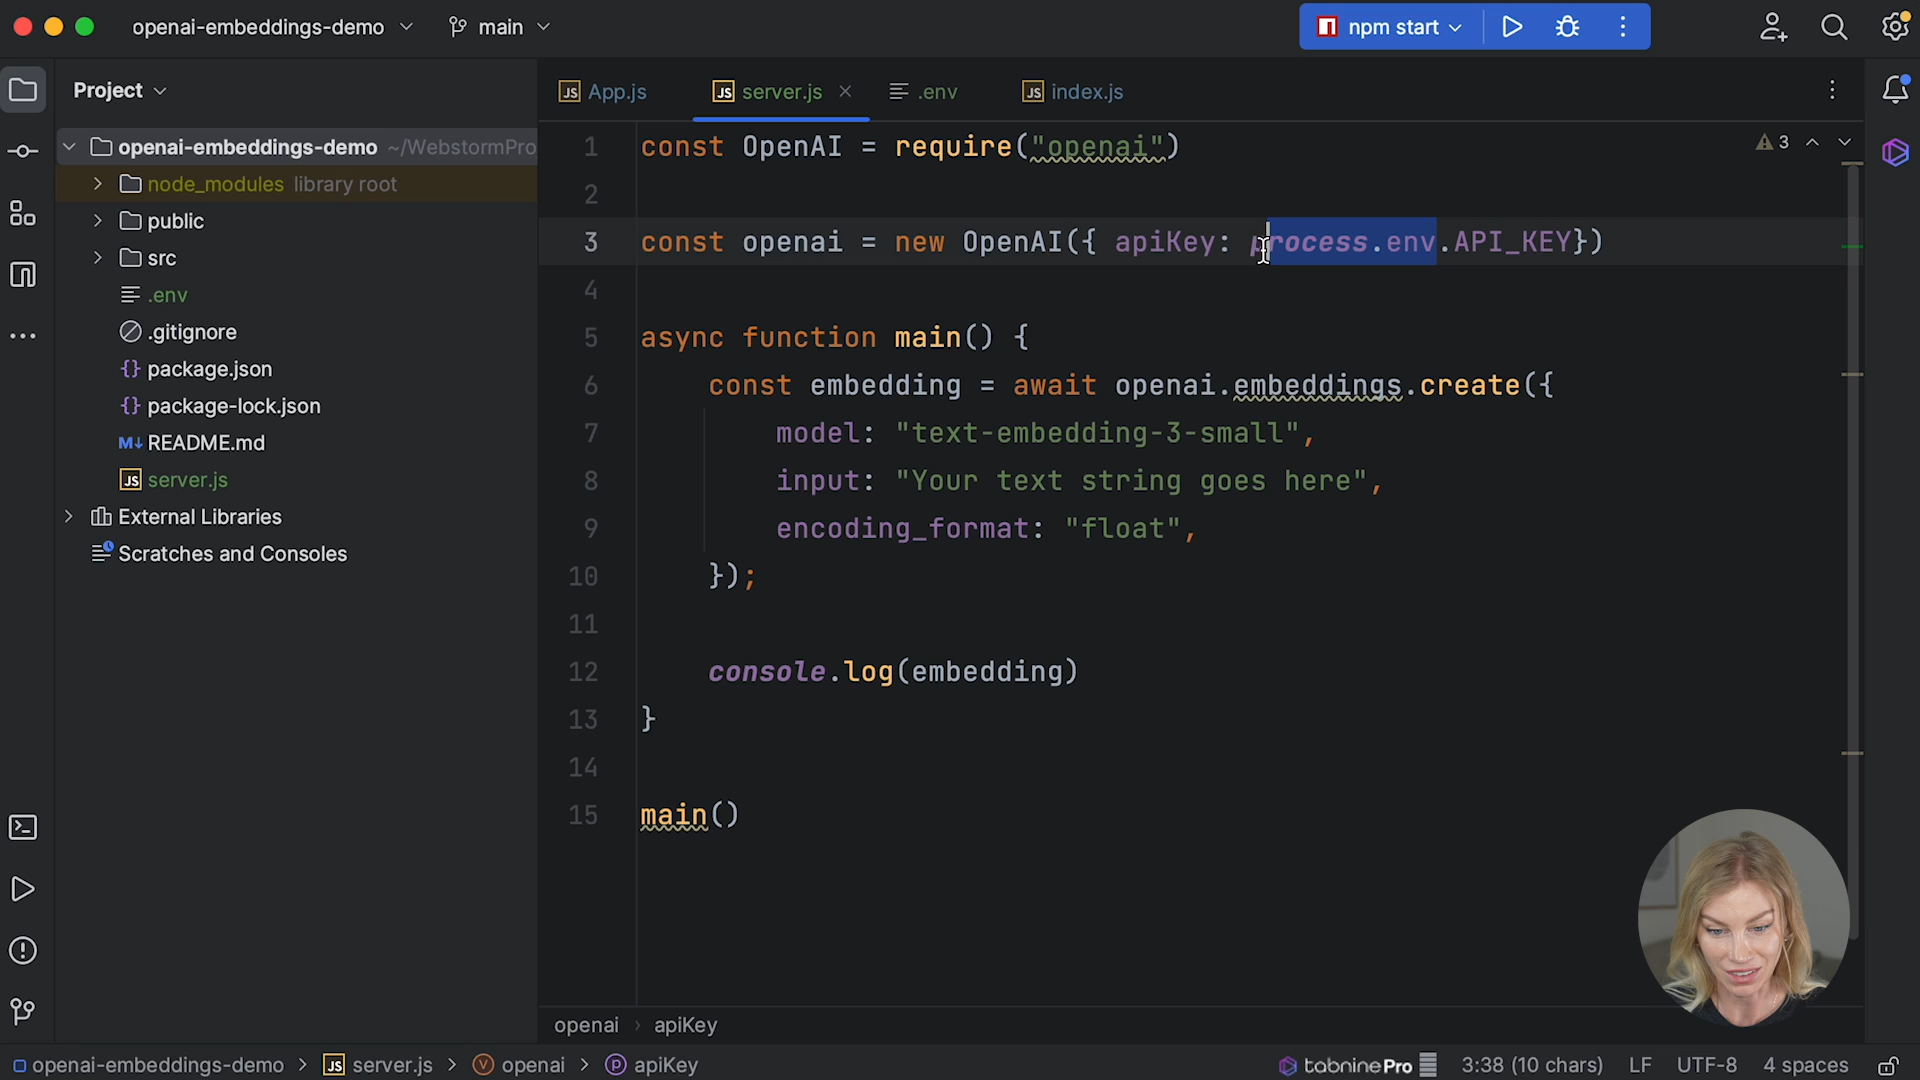 openai-embeddings-demo main npm start
Project
App.js server.js .env index.js
openai-embeddings-demo ~/WebstormPro
node_modules library root
public
src
.env
.gitignore
{} package.json
{} package-lock.json
M↓ README.md
JS server.js
External Libraries
Scratches and Consoles
3
1 const OpenAI = require("openai")
2
3 const openai = new OpenAI({ apiKey: process.env.API_KEY})
4
5 async function main() {
6 const embedding = await openai.embeddings.create({
7 model: "text-embedding-3-small",
8 input: "Your text string goes here",
9 encoding_format: "float",
10 });
11
12 console.log(embedding)
13 }
14
15 main()
openai › apiKey
openai-embeddings-demo > JS server.js > V openai > p apiKey
tabnine Pro 3:38 (10 chars) LF UTF-8 4 spaces